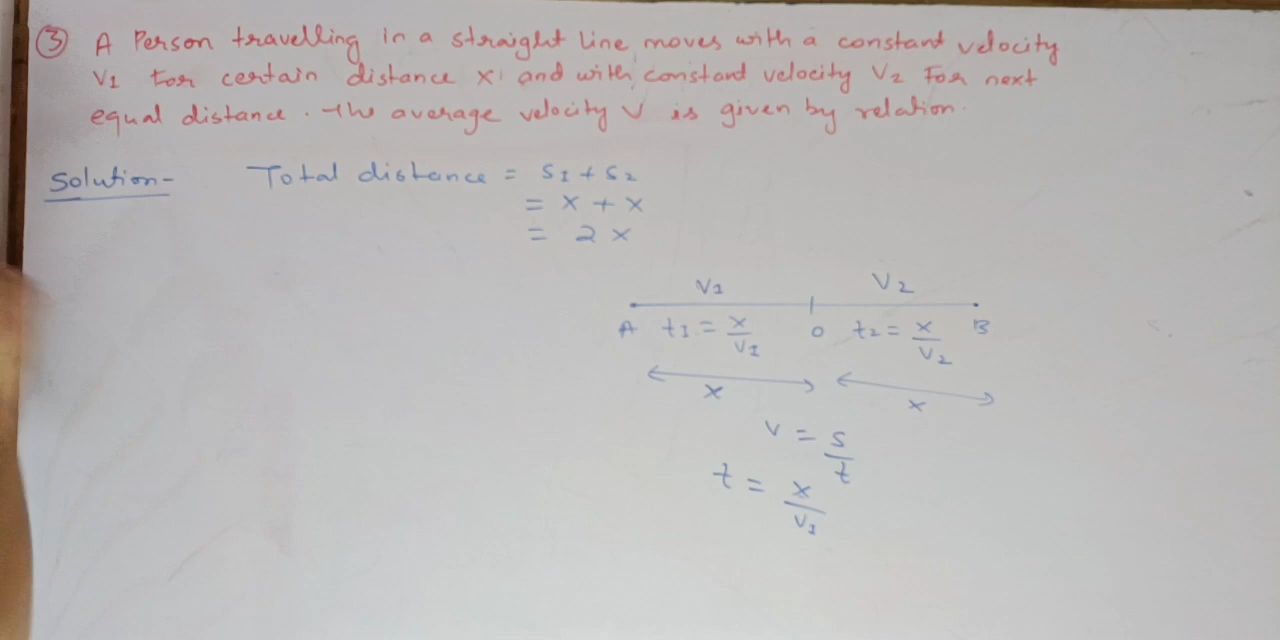 ③ A Person travelling in a straight line moves with a constant velocity
V1 for certain distance 'x' and with constant velocity V2 For next
equal distance. The average velocity V is given by relation.
Solution- Total distance = S1 + S2
= x + x
= 2x
V1 V2
A t1 = x/V1 O t2 = x/V2 B
x x
V = s/t
t = x/V1